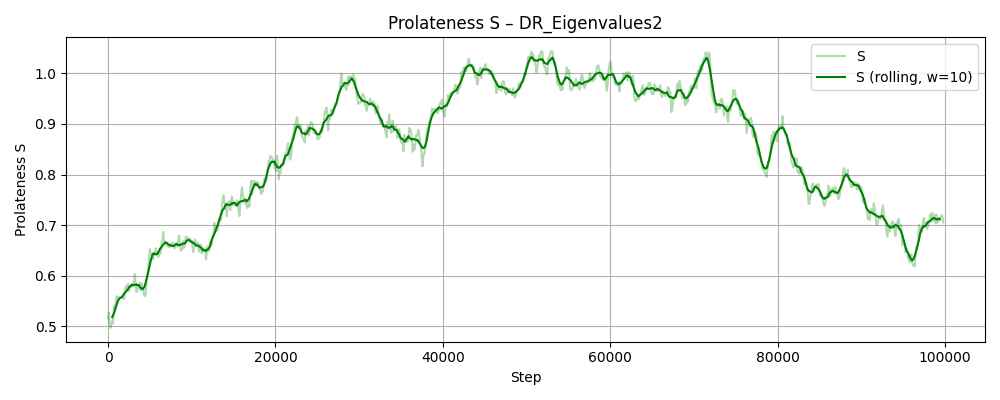 Prolateness S – DR_Eigenvalues2
S
S (rolling, w=10)
Prolateness S
1.0
0.9
0.8
0.7
0.6
0.5
0
20000
40000
60000
80000
100000
Step